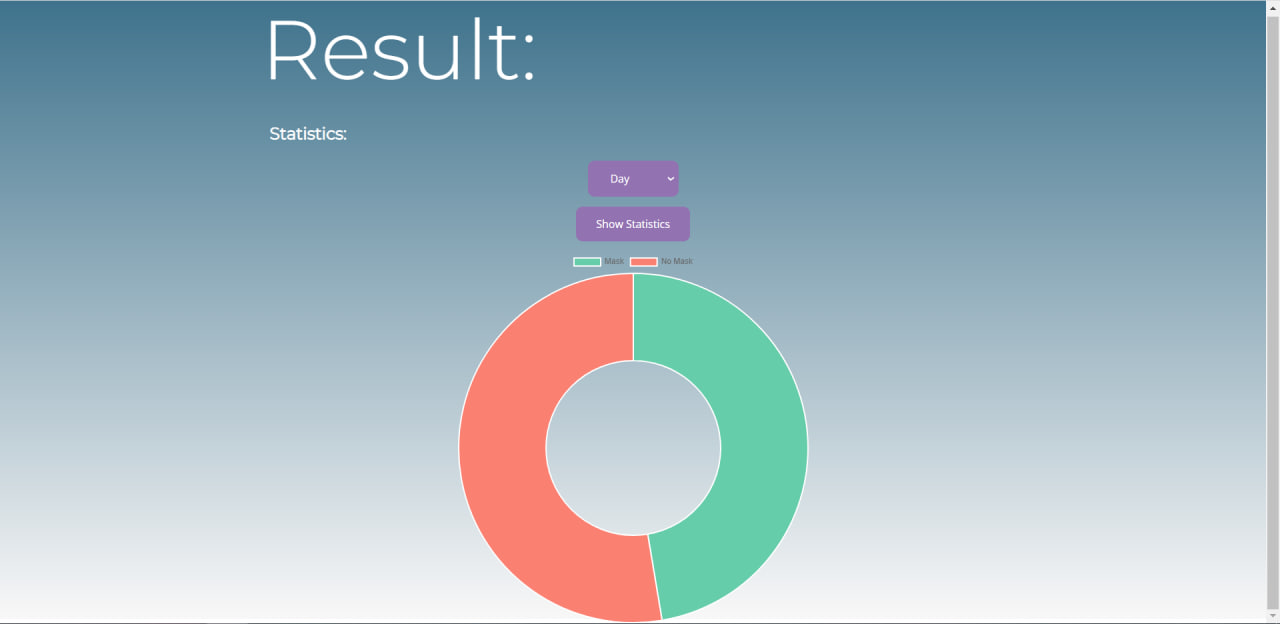 Result:
Statistics:
Day
Show Statistics
Mask No Mask